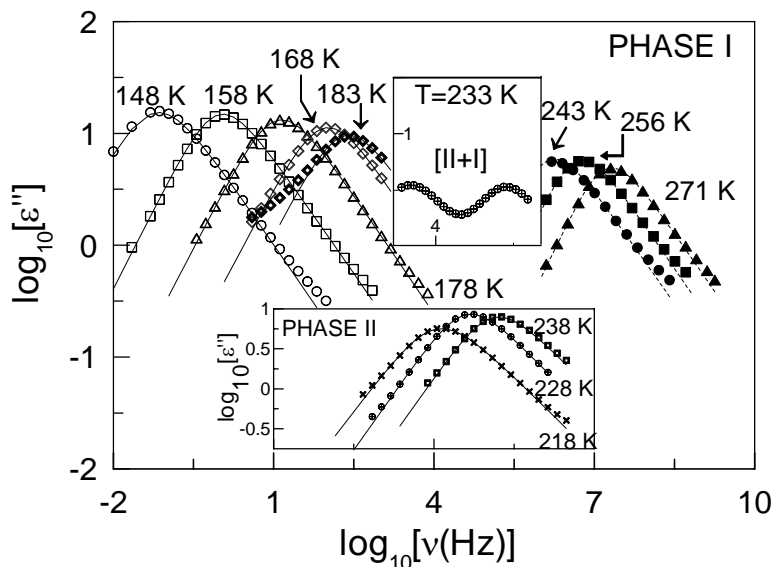 PHASE I
148 K
158 K
168 K
183 K
T=233 K
[II+I]
1
4
243 K
256 K
271 K
178 K
PHASE II
238 K
228 K
218 K
log10[ε"]
1
0.75
0
-0.5
log10[ε"]
2
1
0
-1
-2
-2
1
4
7
10
log10[ν(Hz)]